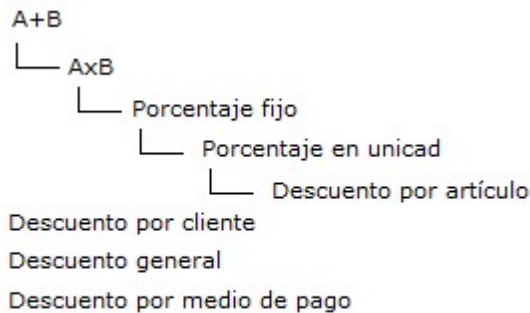 A+B
AxB
Porcentaje fijo
Porcentaje en unicad
Descuento por artículo
Descuento por cliente
Descuento general
Descuento por medio de pago